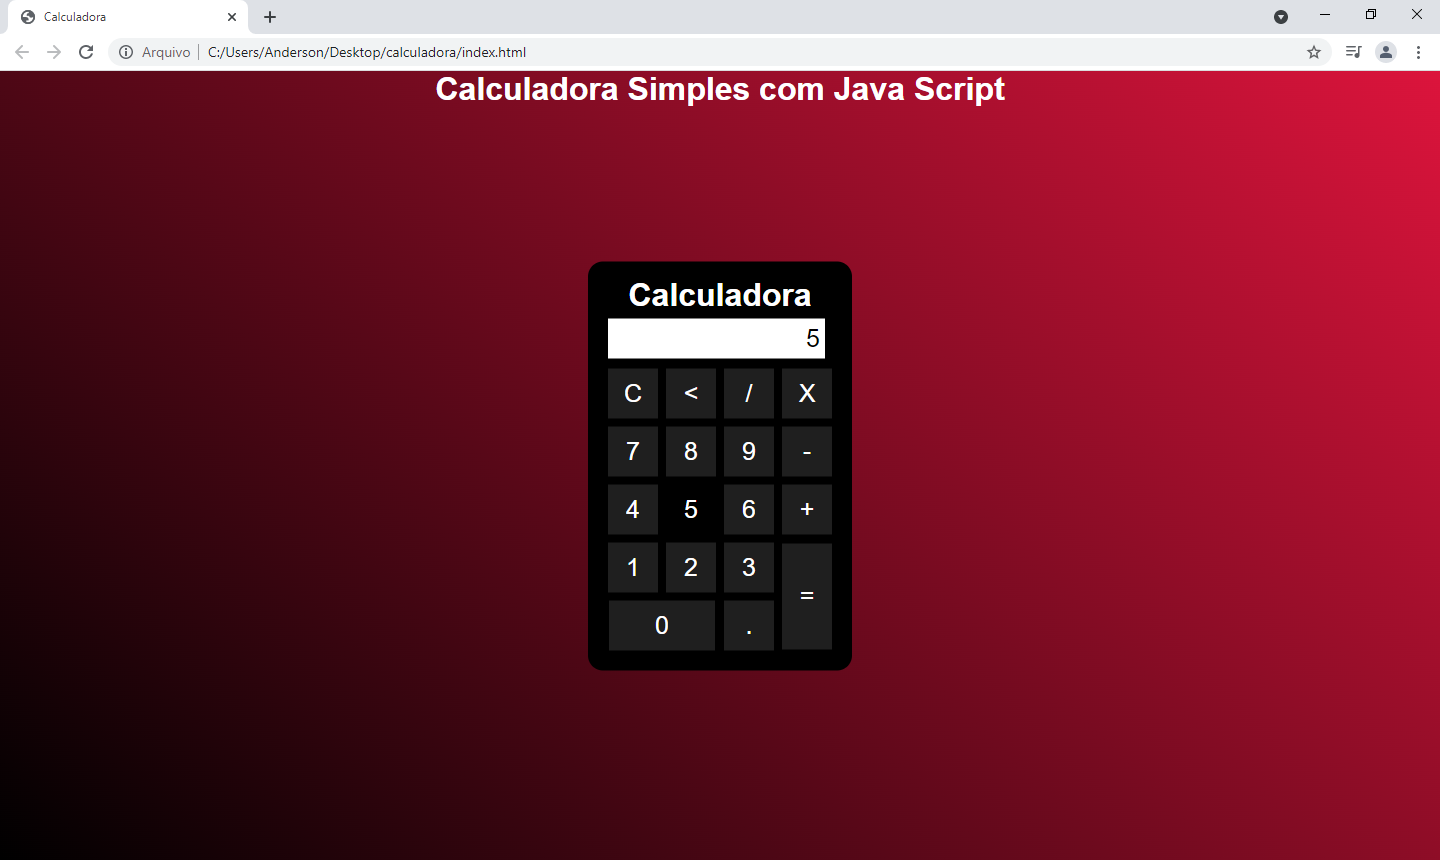 Calculadora
Arquivo C:/Users/Anderson/Desktop/calculadora/index.html
Calculadora Simples com Java Script
Calculadora
5
C < / X
7 8 9 -
4 5 6 +
1 2 3
=
0 .